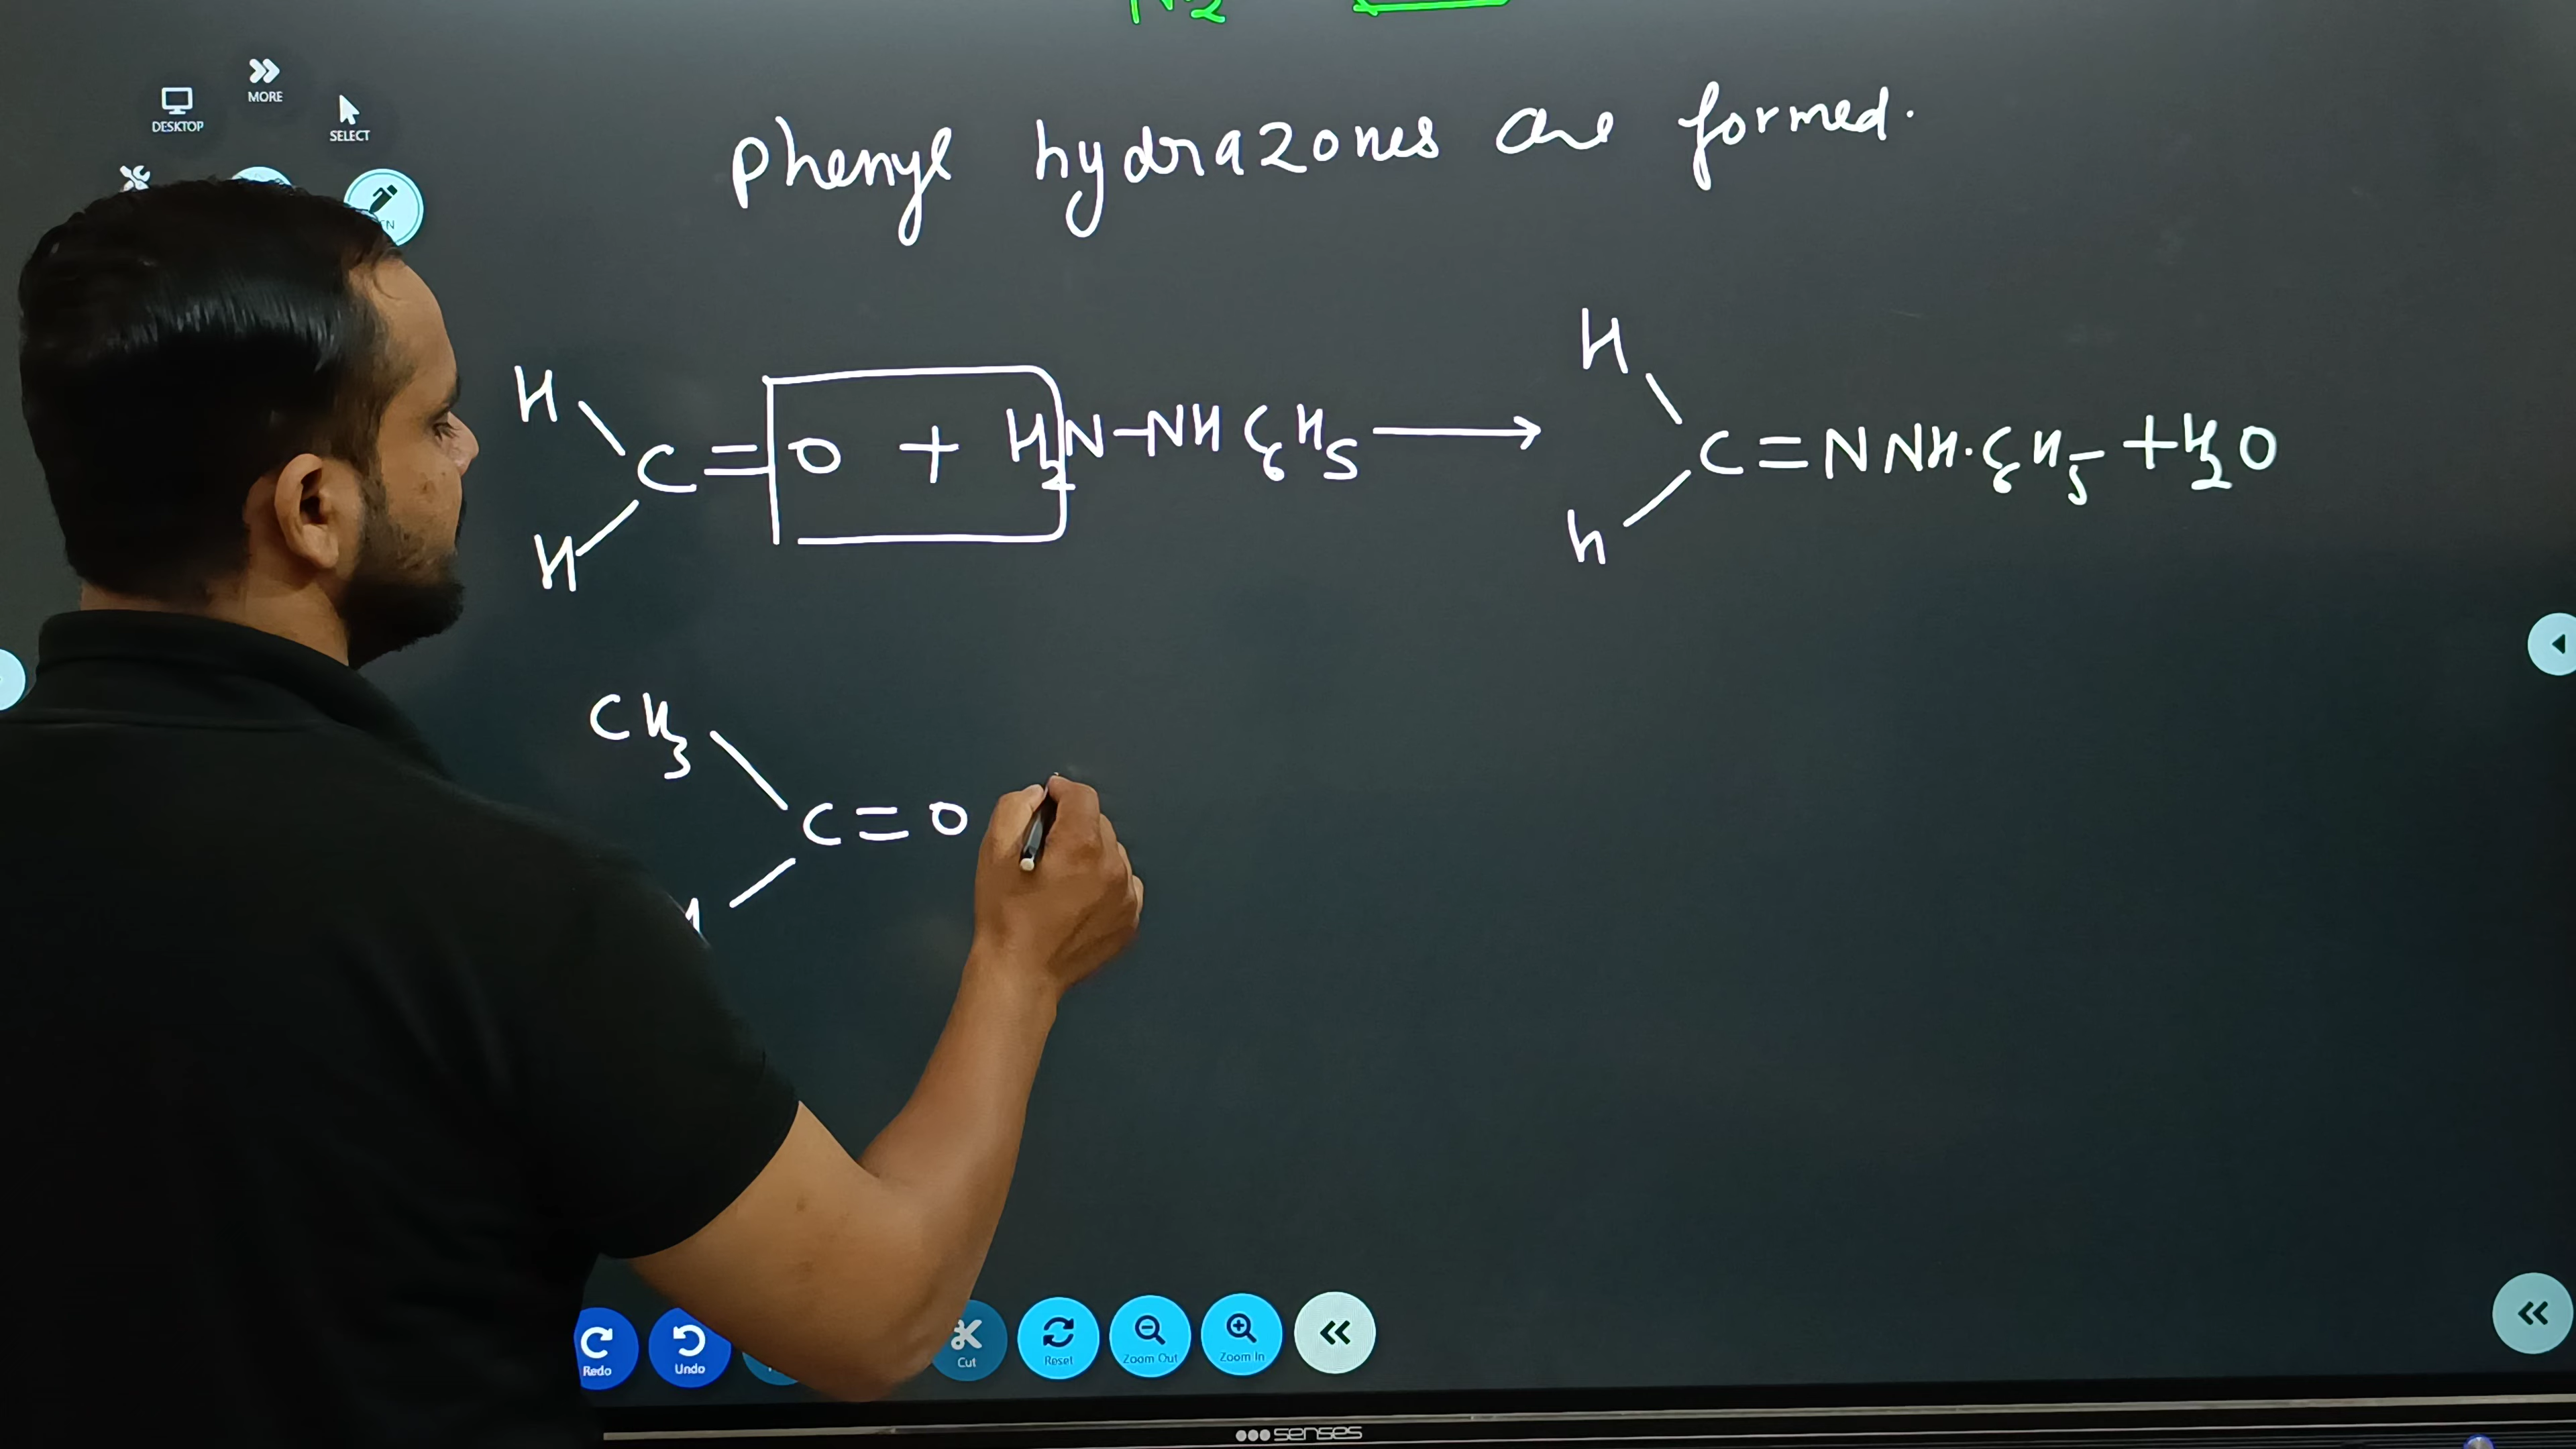 NO2
MORE
DESKTOP
SELECT
Phenyl hydrazones are formed.
H
H
C=O + H2N-NHC6H5 → C=NNH.C6H5 + H2O
H
h
CH3
C=O
Redo Undo Cut Reset Zoom Out Zoom In
senses